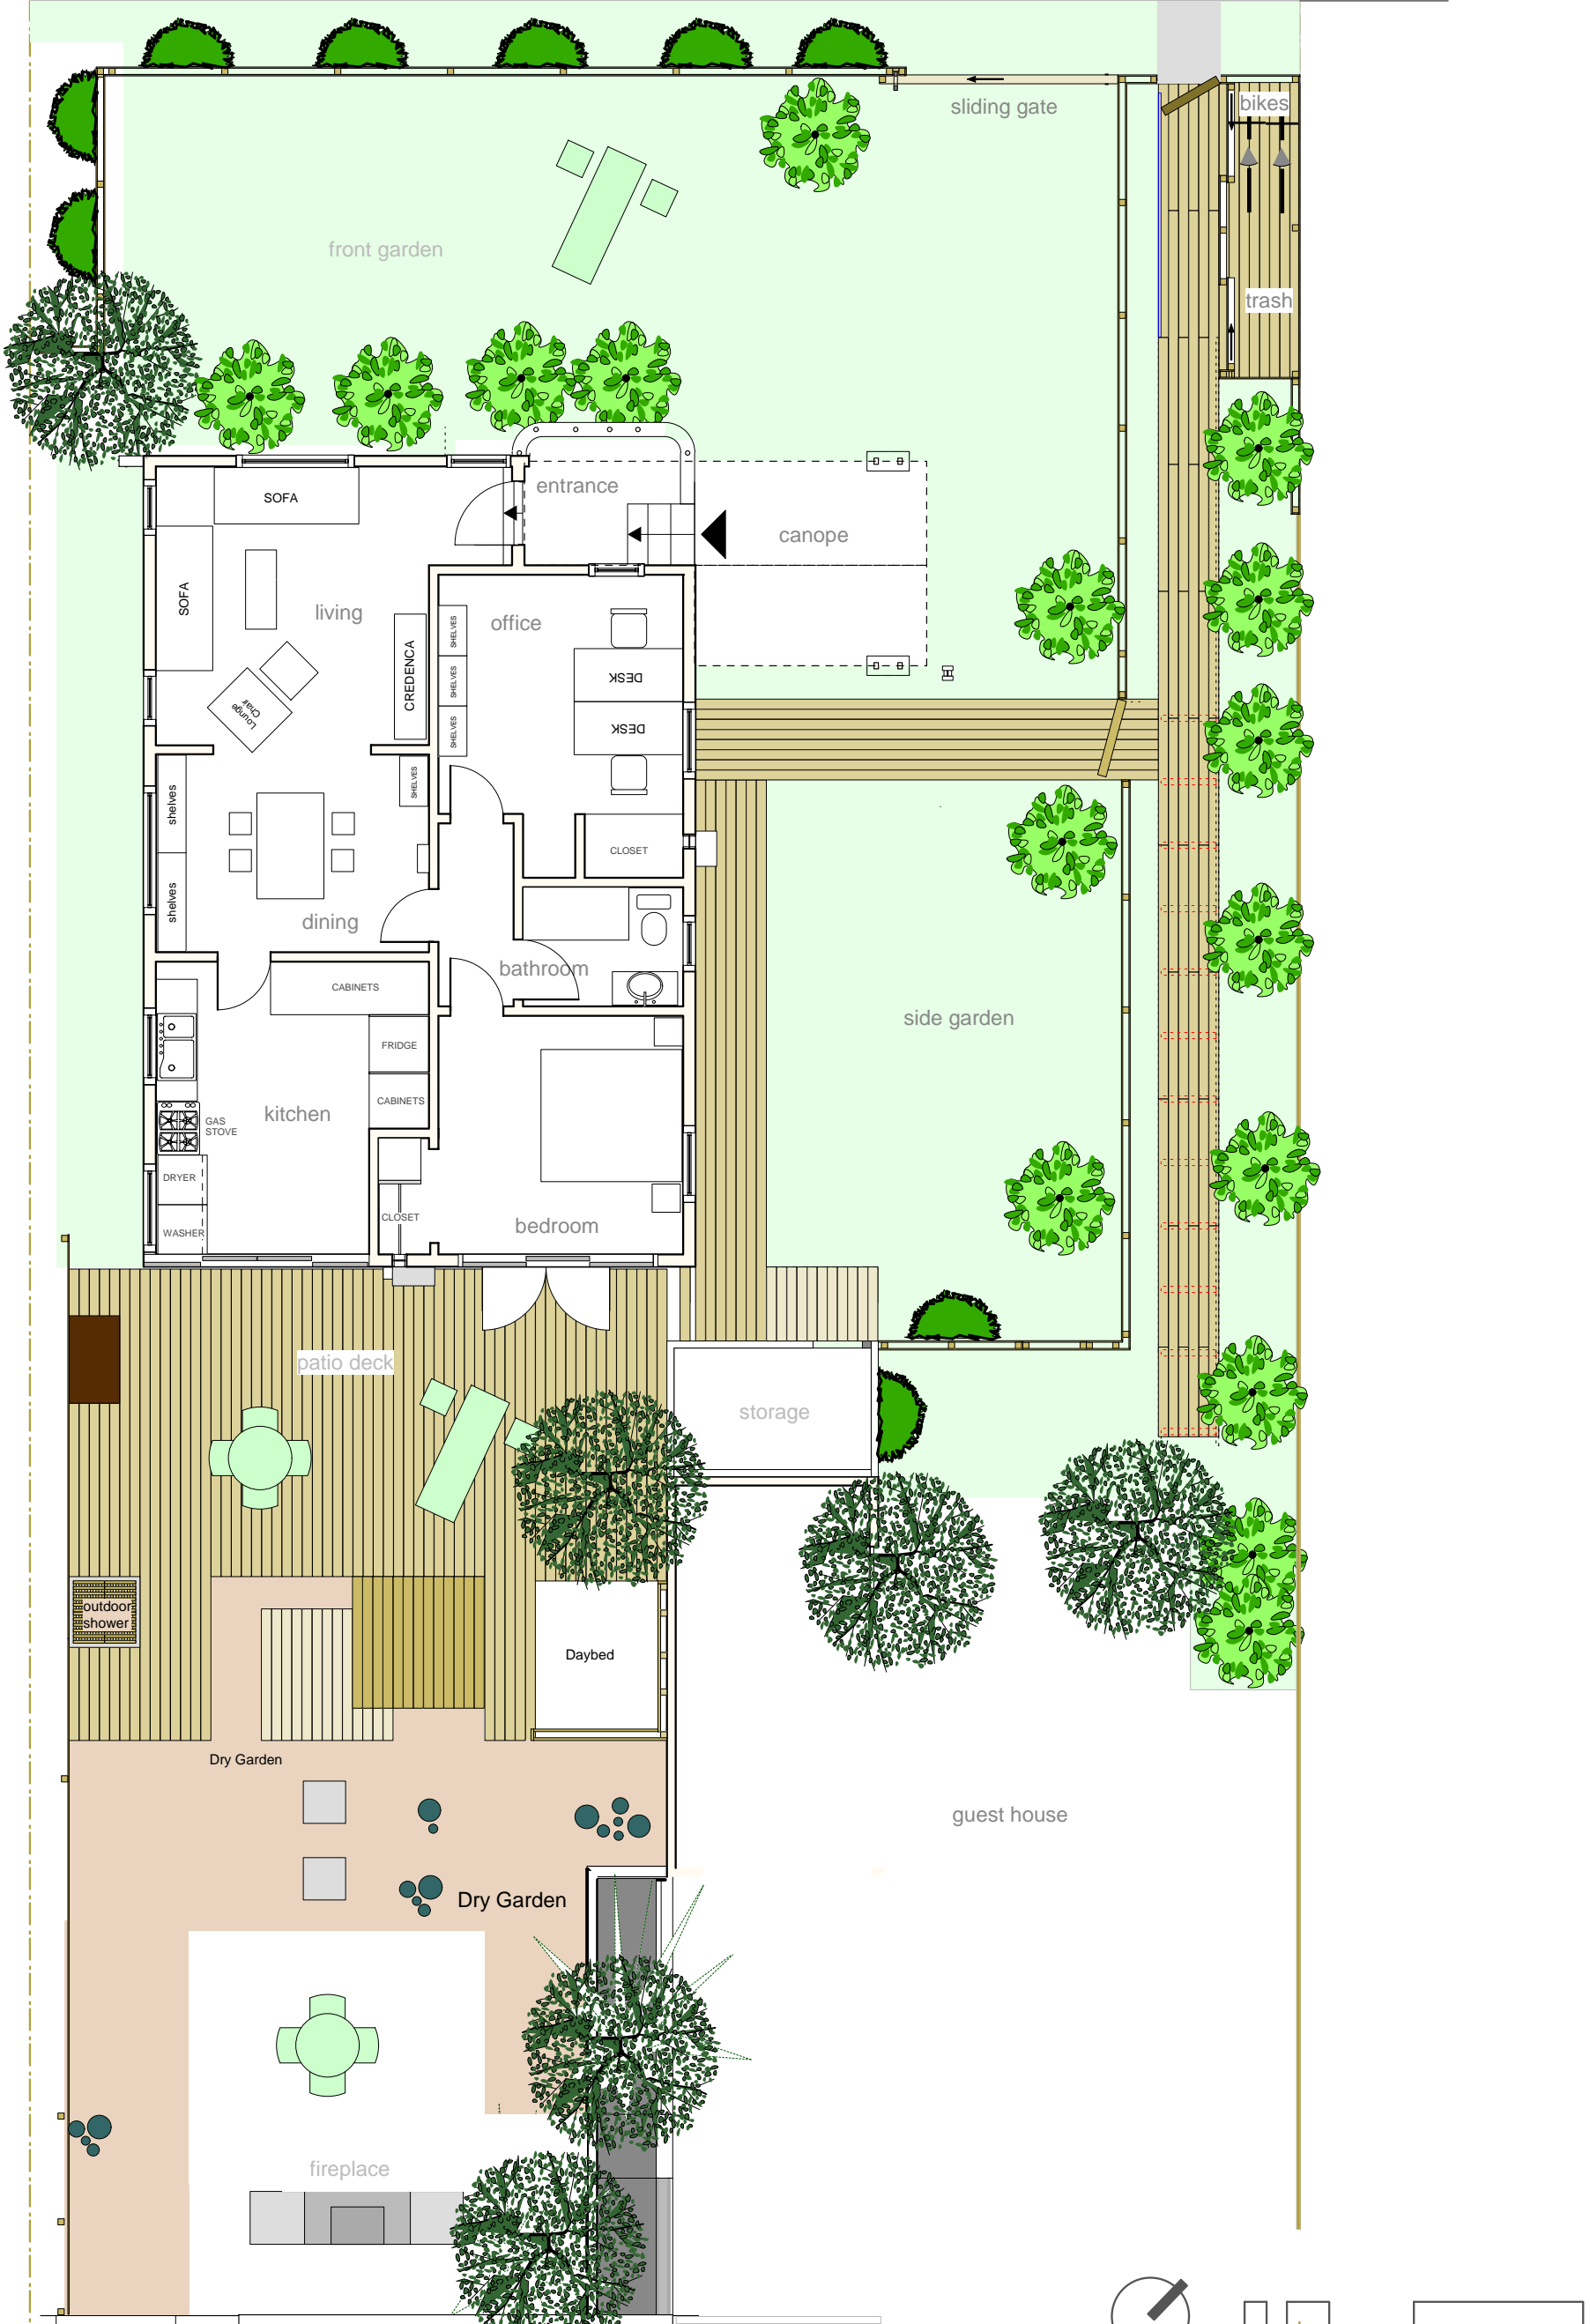 sliding gate
bikes
front garden
trash
entrance
SOFA
canope
SOFA
living
office
SHELVES
CREDENCA
SHELVES
DESK
Lounge
Chair
SHELVES
DESK
shelves
SHELVES
CLOSET
shelves
dining
bathroom
CABINETS
side garden
FRIDGE
CABINETS
kitchen
GAS
STOVE
DRYER
CLOSET
bedroom
WASHER
patio deck
storage
outdoor
shower
Daybed
Dry Garden
guest house
Dry Garden
fireplace